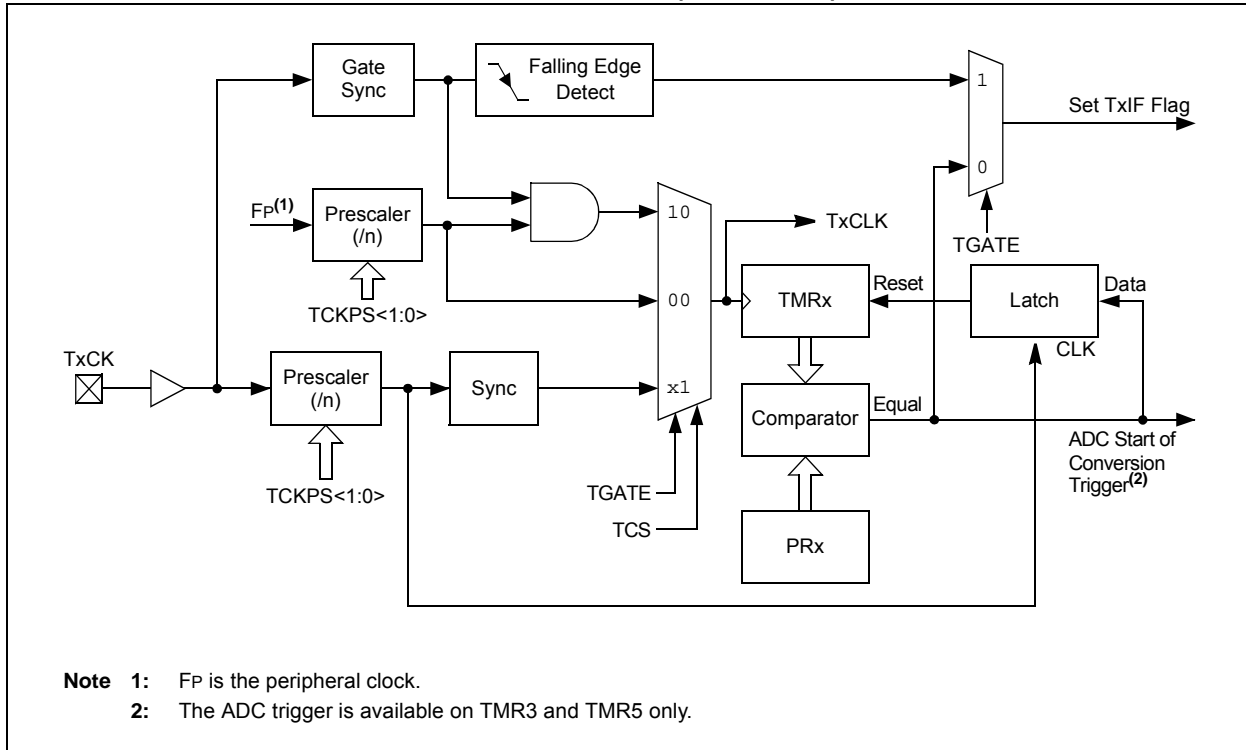 Gate
Sync
Falling Edge
Detect
1
Set TxIF Flag
0
FP(1)
Prescaler
(/n)
10
TxCLK
TGATE
TCKPS<1:0>
00
TMRx
Reset
Latch
Data
CLK
TxCK
Prescaler
(/n)
Sync
x1
Comparator
Equal
ADC Start of
Conversion
Trigger(2)
TCKPS<1:0>
TGATE
TCS
PRx
Note 1: FP is the peripheral clock.
2: The ADC trigger is available on TMR3 and TMR5 only.